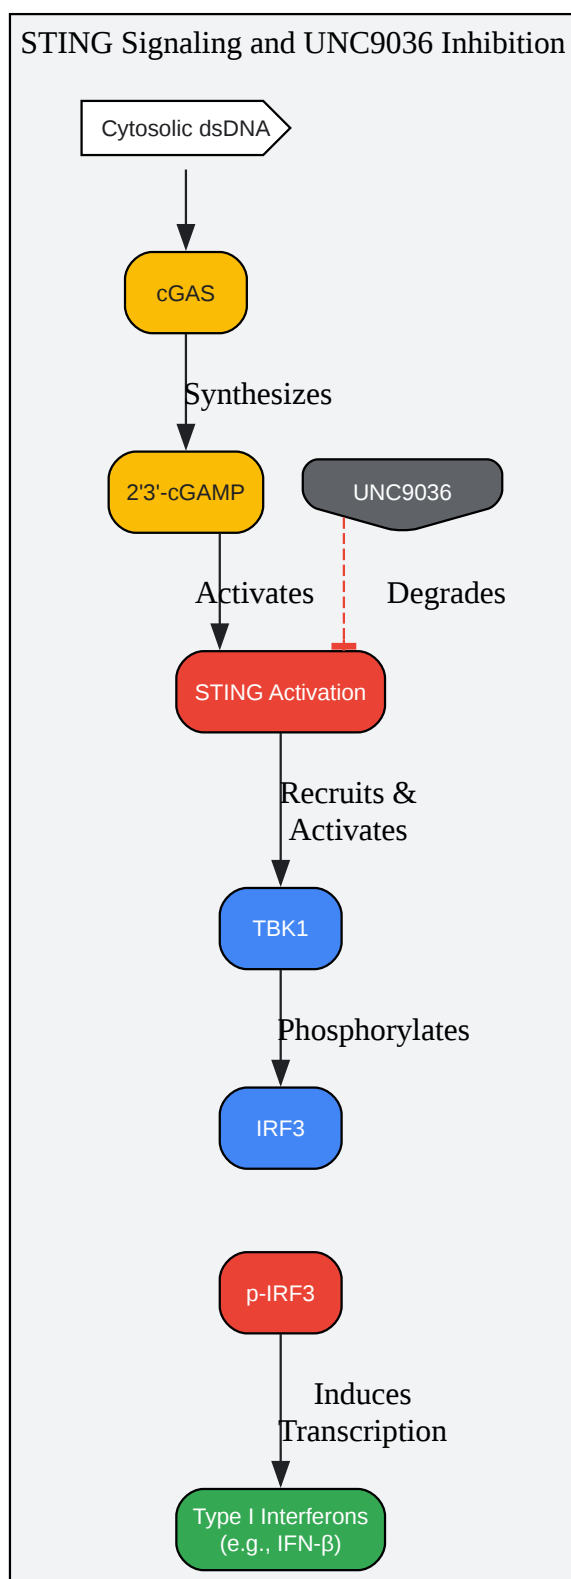 STING Signaling and UNC9036 Inhibition
Cytosolic dsDNA
cGAS
Synthesizes
2'3'-cGAMP
UNC9036
Activates
Degrades
STING Activation
Recruits &
Activates
TBK1
Phosphorylates
IRF3
p-IRF3
Induces
Transcription
Type I Interferons
(e.g., IFN-β)